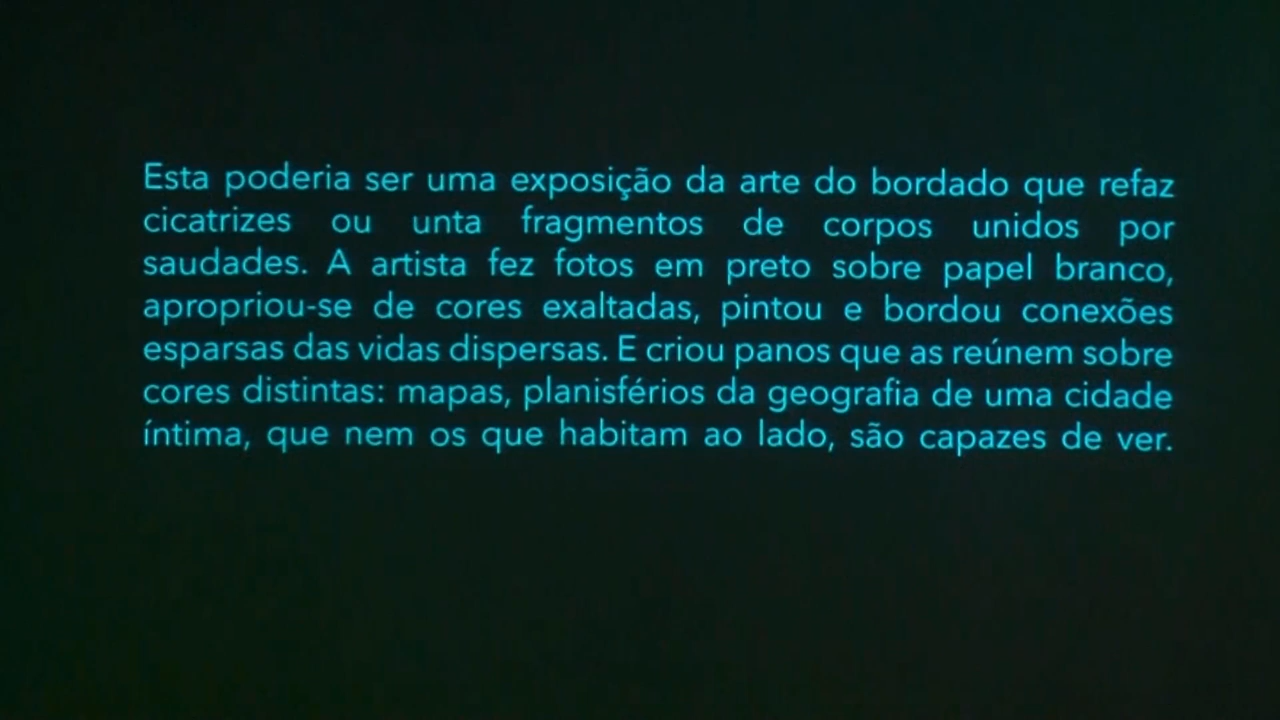 Esta poderia ser uma exposição da arte do bordado que refaz
cicatrizes ou unta fragmentos de corpos unidos por
saudades. A artista fez fotos em preto sobre papel branco,
apropriou-se de cores exaltadas, pintou e bordou conexões
esparsas das vidas dispersas. E criou panos que as reúnem sobre
cores distintas: mapas, planisférios da geografia de uma cidade
íntima, que nem os que habitam ao lado, são capazes de ver.